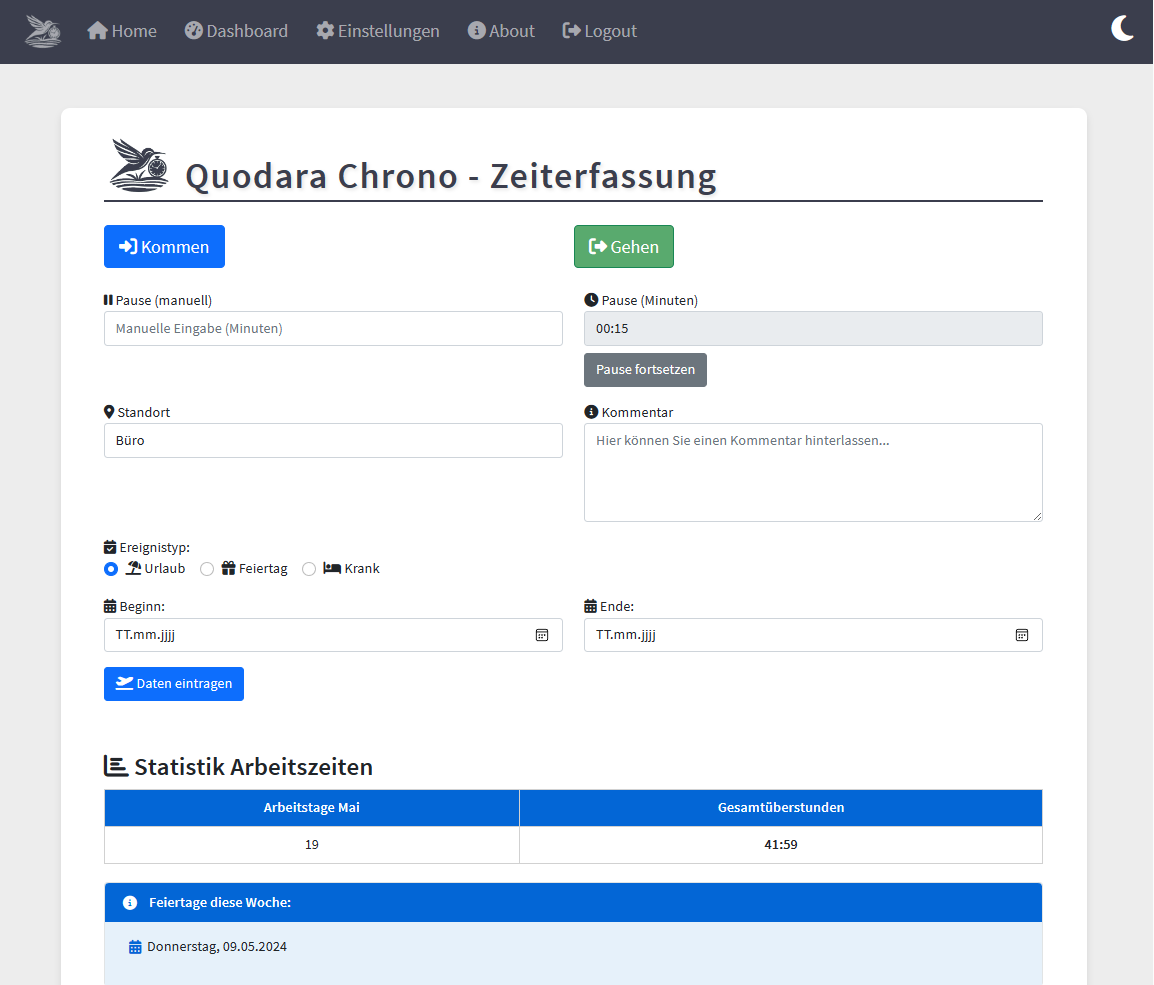 Home Dashboard Einstellungen About Logout
Quodara Chrono - Zeiterfassung
Kommen Gehen
Pause (manuell) Pause (Minuten)
Manuelle Eingabe (Minuten) 00:15
Pause fortsetzen
Standort Kommentar
Büro Hier können Sie einen Kommentar hinterlassen...
Ereignistyp:
Urlaub Feiertag Krank
Beginn: Ende:
TT.mm.jjjj TT.mm.jjjj
Daten eintragen
Statistik Arbeitszeiten
Arbeitstage Mai Gesamtüberstunden
19 41:59
Feiertage diese Woche:
Donnerstag, 09.05.2024